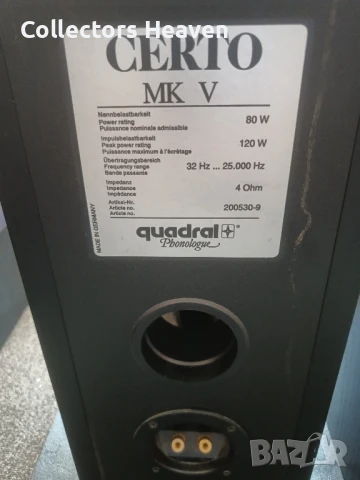 Collectors Heaven
CERTO
MK V
Nennbelastbarkeit
Power rating 80 W
Puissance nominale admissible
Impulsbelastbarkeit
Peak power rating 120 W
Puissance maximum à l'écrétage
Übertragungsbereich
Frequency range 32 Hz ... 25.000 Hz
Bande passante
Impedanz
Impedance 4 Ohm
Impédance
Artikel-Nr.
Article no. 200530-9
Article no.
MADE IN GERMANY
quadral
Phonologue
BAZAR
bg